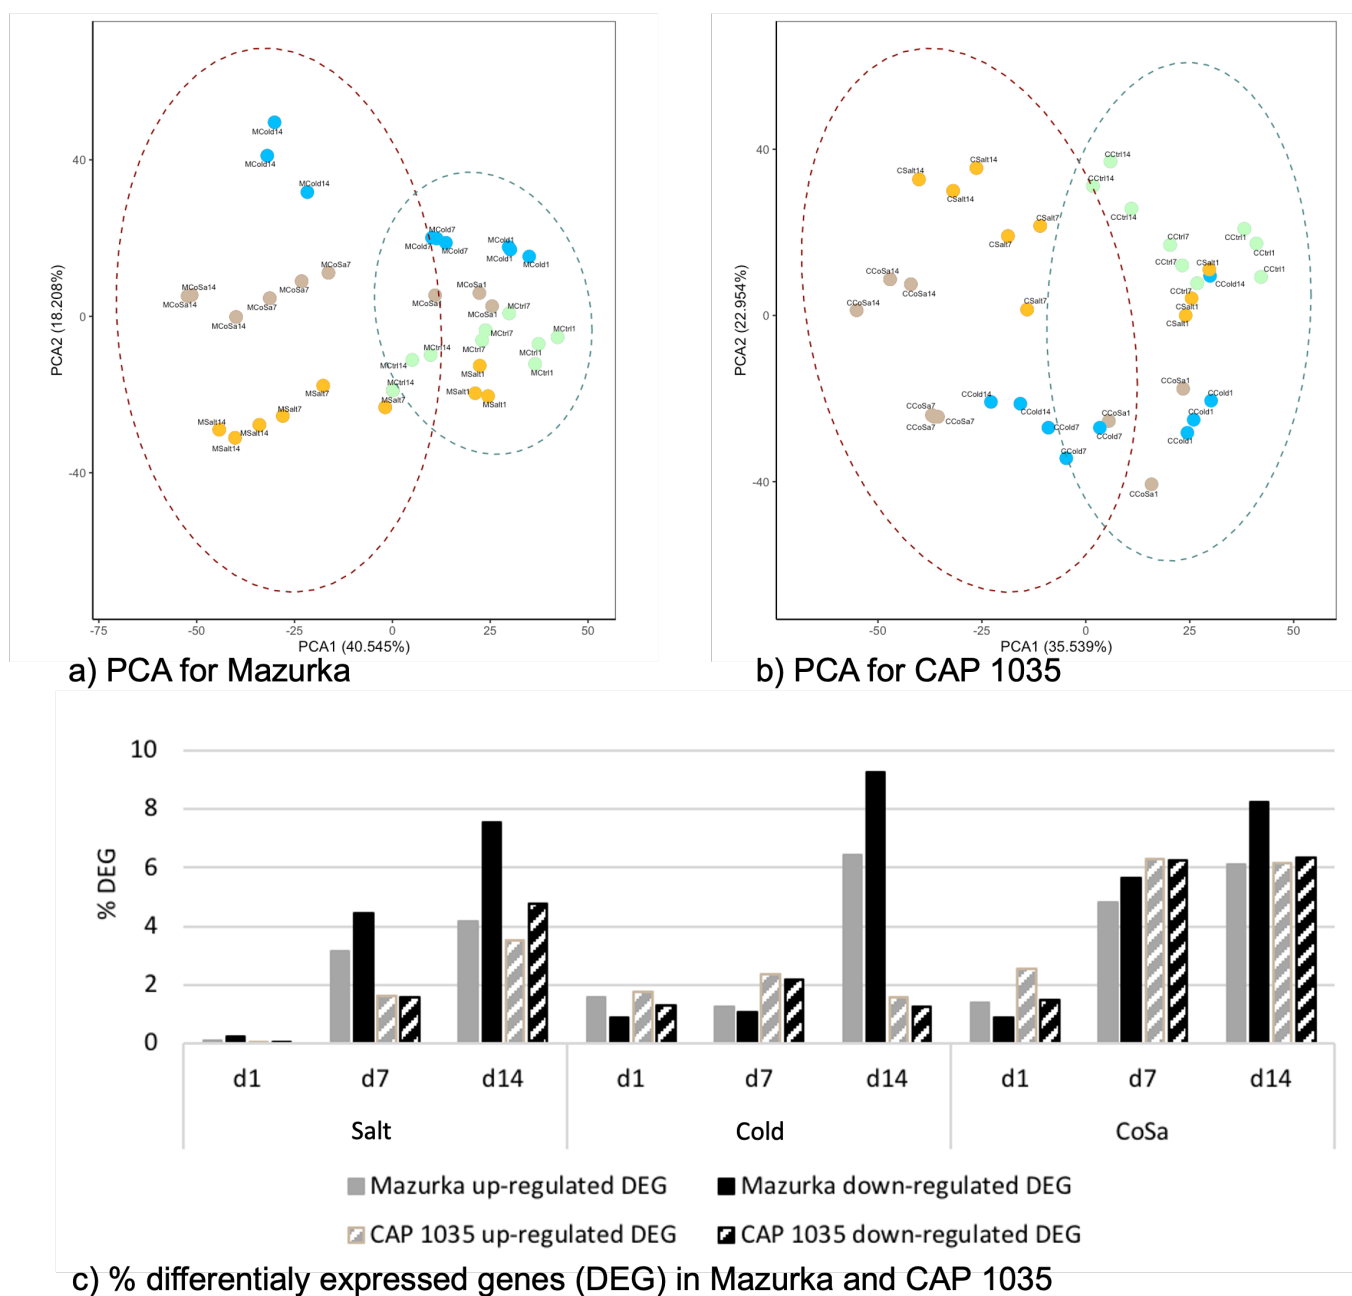 40
0
-40
PCA2 (18.208%)
MCold14
MCold14
MCold14
MCold7
MCold7
MCold7
MCold1
MCold1
MCold1
MCoSa7
MCoSa14
MCoSa14
MCoSa7
MCoSa14
MCoSa1
MCoSa1
MCtrl7
MCtrl7
MCtrl7
MCtrl1
MCtrl1
MCtrl1
MCtrl14
MCtrl14
MCtrl14
MSalt1
MSalt1
MSalt7
MSalt7
MSalt7
MSalt14
MSalt14
MSalt14
-75 -50 -25 0 25 50
PCA1 (40.545%)
a) PCA for Mazurka
40
0
-40
PCA2 (22.954%)
CCtrl14
CCtrl14
CCtrl14
CSalt14
CSalt14
CSalt14
CSalt7
CSalt7
CCtrl7
CCtrl1
CCtrl1
CCtrl7
CSalt1
CCtrl1
CCold14
CCoSa14
CCoSa14
CCoSa14
CCtrl7
CSalt7
CSalt1
CSalt1
CCoSa1
CCold14
CCold1
CCoSa7
CCold14
CCoSa1
CCold1
CCoSa7
CCoSa7
CCold7
CCold7
CCold1
CCold7
CCoSa1
-50 -25 0 25 50
PCA1 (35.539%)
b) PCA for CAP 1035
10
8
6
4
2
0
% DEG
d1 d7 d14 d1 d7 d14 d1 d7 d14
Salt Cold CoSa
Mazurka up-regulated DEG Mazurka down-regulated DEG
CAP 1035 up-regulated DEG CAP 1035 down-regulated DEG
c) % differentialy expressed genes (DEG) in Mazurka and CAP 1035